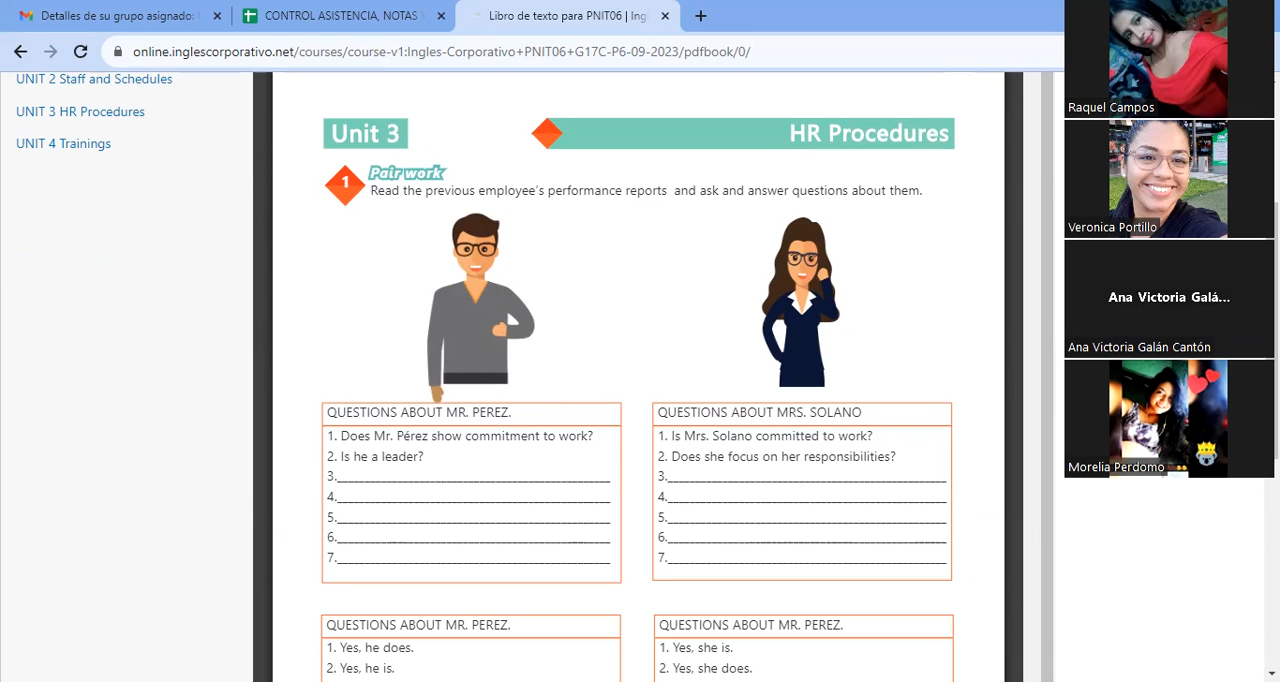 Detalles de su grupo asignado: 
CONTROL ASISTENCIA, NOTAS Y
Libro de texto para PNIT06 | Ing
online.inglescorporativo.net/courses/course-v1:Ingles-Corporativo+PNIT06+G17C-P6-09-2023/pdfbook/0/
UNIT 2 Staff and Schedules
UNIT 3 HR Procedures
UNIT 4 Trainings
Unit 3
HR Procedures
1
Pair work
Read the previous employee's performance reports and ask and answer questions about them.
QUESTIONS ABOUT MR. PEREZ.
1. Does Mr. Pérez show commitment to work?
2. Is he a leader?
3.
4.
5.
6.
7.
QUESTIONS ABOUT MRS. SOLANO
1. Is Mrs. Solano committed to work?
2. Does she focus on her responsibilities?
3.
4.
5.
6.
7.
QUESTIONS ABOUT MR. PEREZ.
1. Yes, he does.
2. Yes, he is.
QUESTIONS ABOUT MR. PEREZ.
1. Yes, she is.
2. Yes, she does.
Raquel Campos
Veronica Portillo
Ana Victoria Galá...
Ana Victoria Galán Cantón
Morelia Perdomo